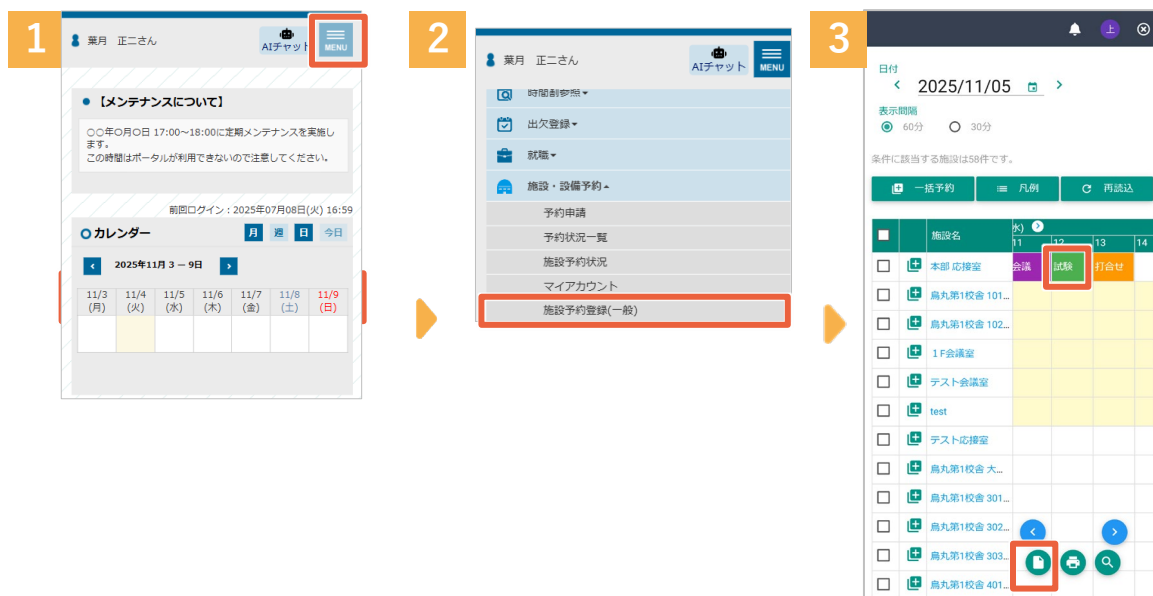 1
葉月 正二さん
AIチャット
MENU
【メンテナンスについて】
○○年○月○日 17:00～18:00に定期メンテナンスを実施し
ます。
この時間はポータルが利用できないので注意してください。
前回ログイン：2025年07月08日(火) 16:59
カレンダー
月 週 日 今日
2025年11月 3 ― 9日
11/3 11/4 11/5 11/6 11/7 11/8 11/9
(月) (火) (水) (木) (金) (土) (日)
2
葉月 正二さん
AIチャット
MENU
時間割参照
出欠登録
就職
施設・設備予約
予約申請
予約状況一覧
施設予約状況
マイアカウント
施設予約登録(一般)
3
上
日付
2025/11/05
表示間隔
60分 30分
条件に該当する施設は58件です。
一括予約 凡例 再読込
施設名 水)
11 12 13 14
本部 応接室 会議 試験 打合せ
烏丸第1校舎 101...
烏丸第1校舎 102...
１F会議室
テスト会議室
test
テスト応接室
烏丸第1校舎 大...
烏丸第1校舎 301...
烏丸第1校舎 302...
烏丸第1校舎 303...
烏丸第1校舎 401...